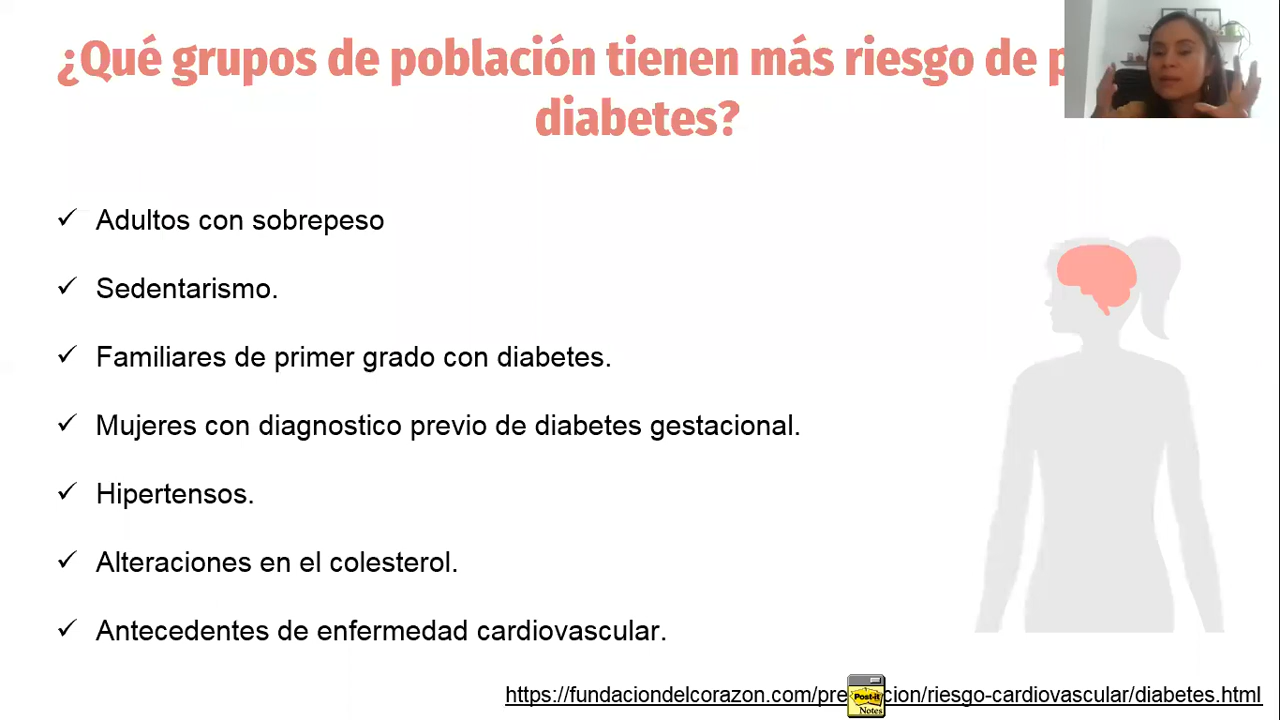 ¿Qué grupos de población tienen más riesgo de
diabetes?
✓ Adultos con sobrepeso
✓ Sedentarismo.
✓ Familiares de primer grado con diabetes.
✓ Mujeres con diagnostico previo de diabetes gestacional.
✓ Hipertensos.
✓ Alteraciones en el colesterol.
✓ Antecedentes de enfermedad cardiovascular.
https://fundaciondelcorazon.com/pre cion/riesgo-cardiovascular/diabetes.html
Post-it
Notes